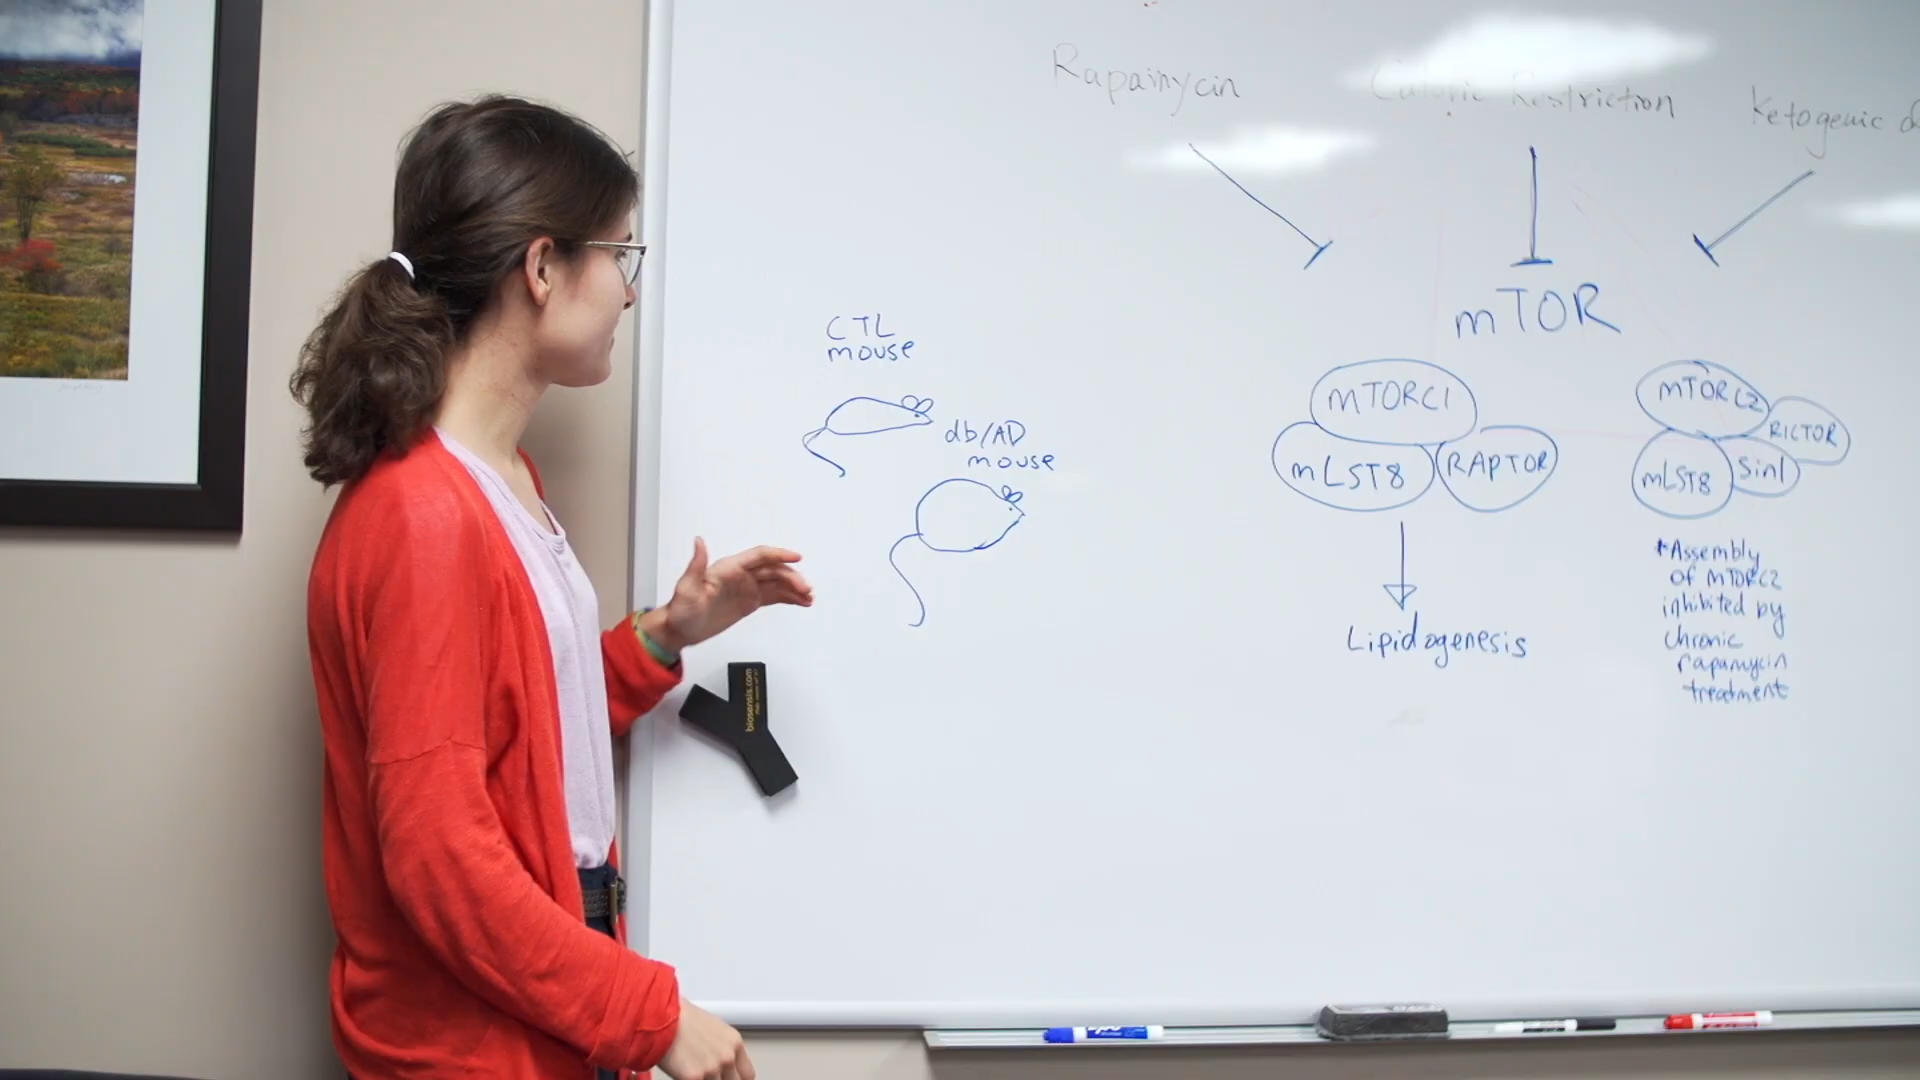 Rapamycin
Caloric Restriction
Ketogenic d
mTOR
CTL
mouse
db/AD
mouse
mTORC1
mLST8
RAPTOR
mTORC2
RICTOR
mLST8
Sin1
Lipidogenesis
*Assembly
of mTORC2
inhibited by
chronic
rapamycin
treatment
biosensis.com